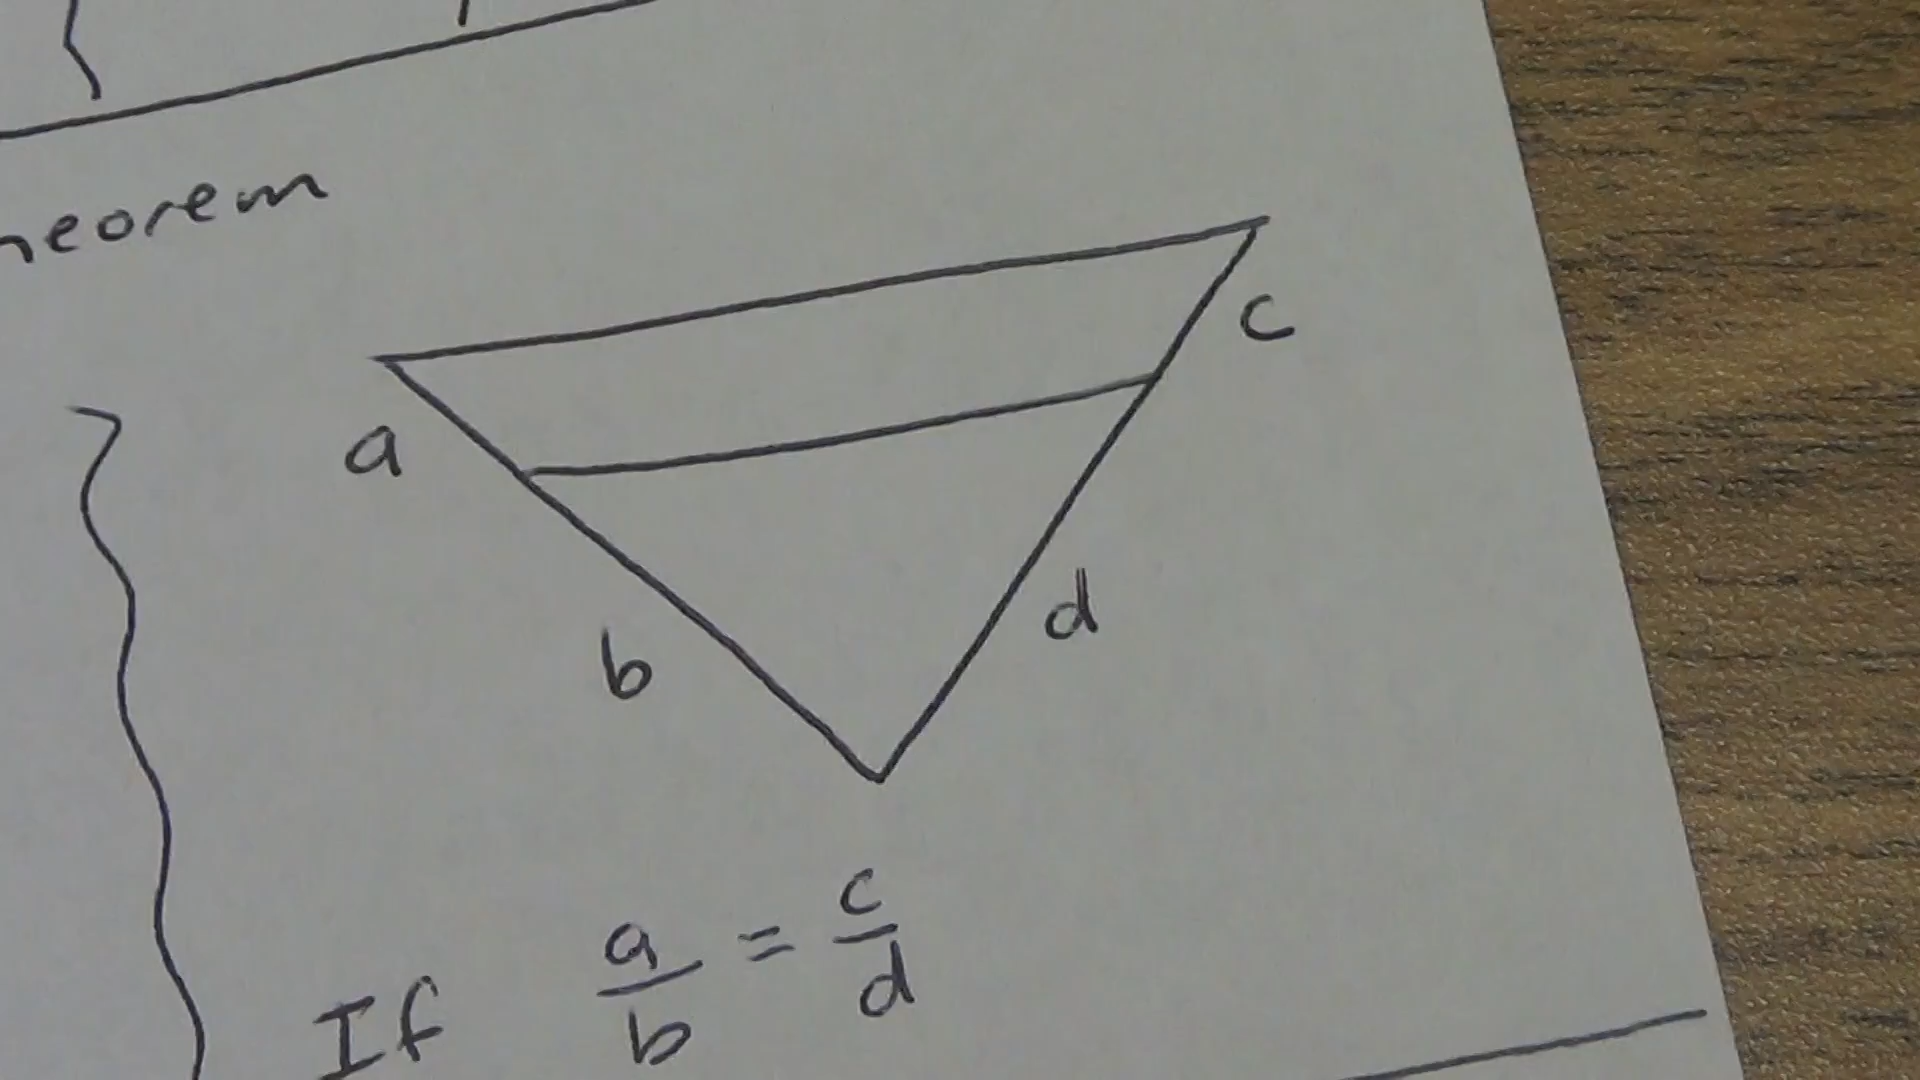 heorem
c
a
d
b
If a/b = c/d